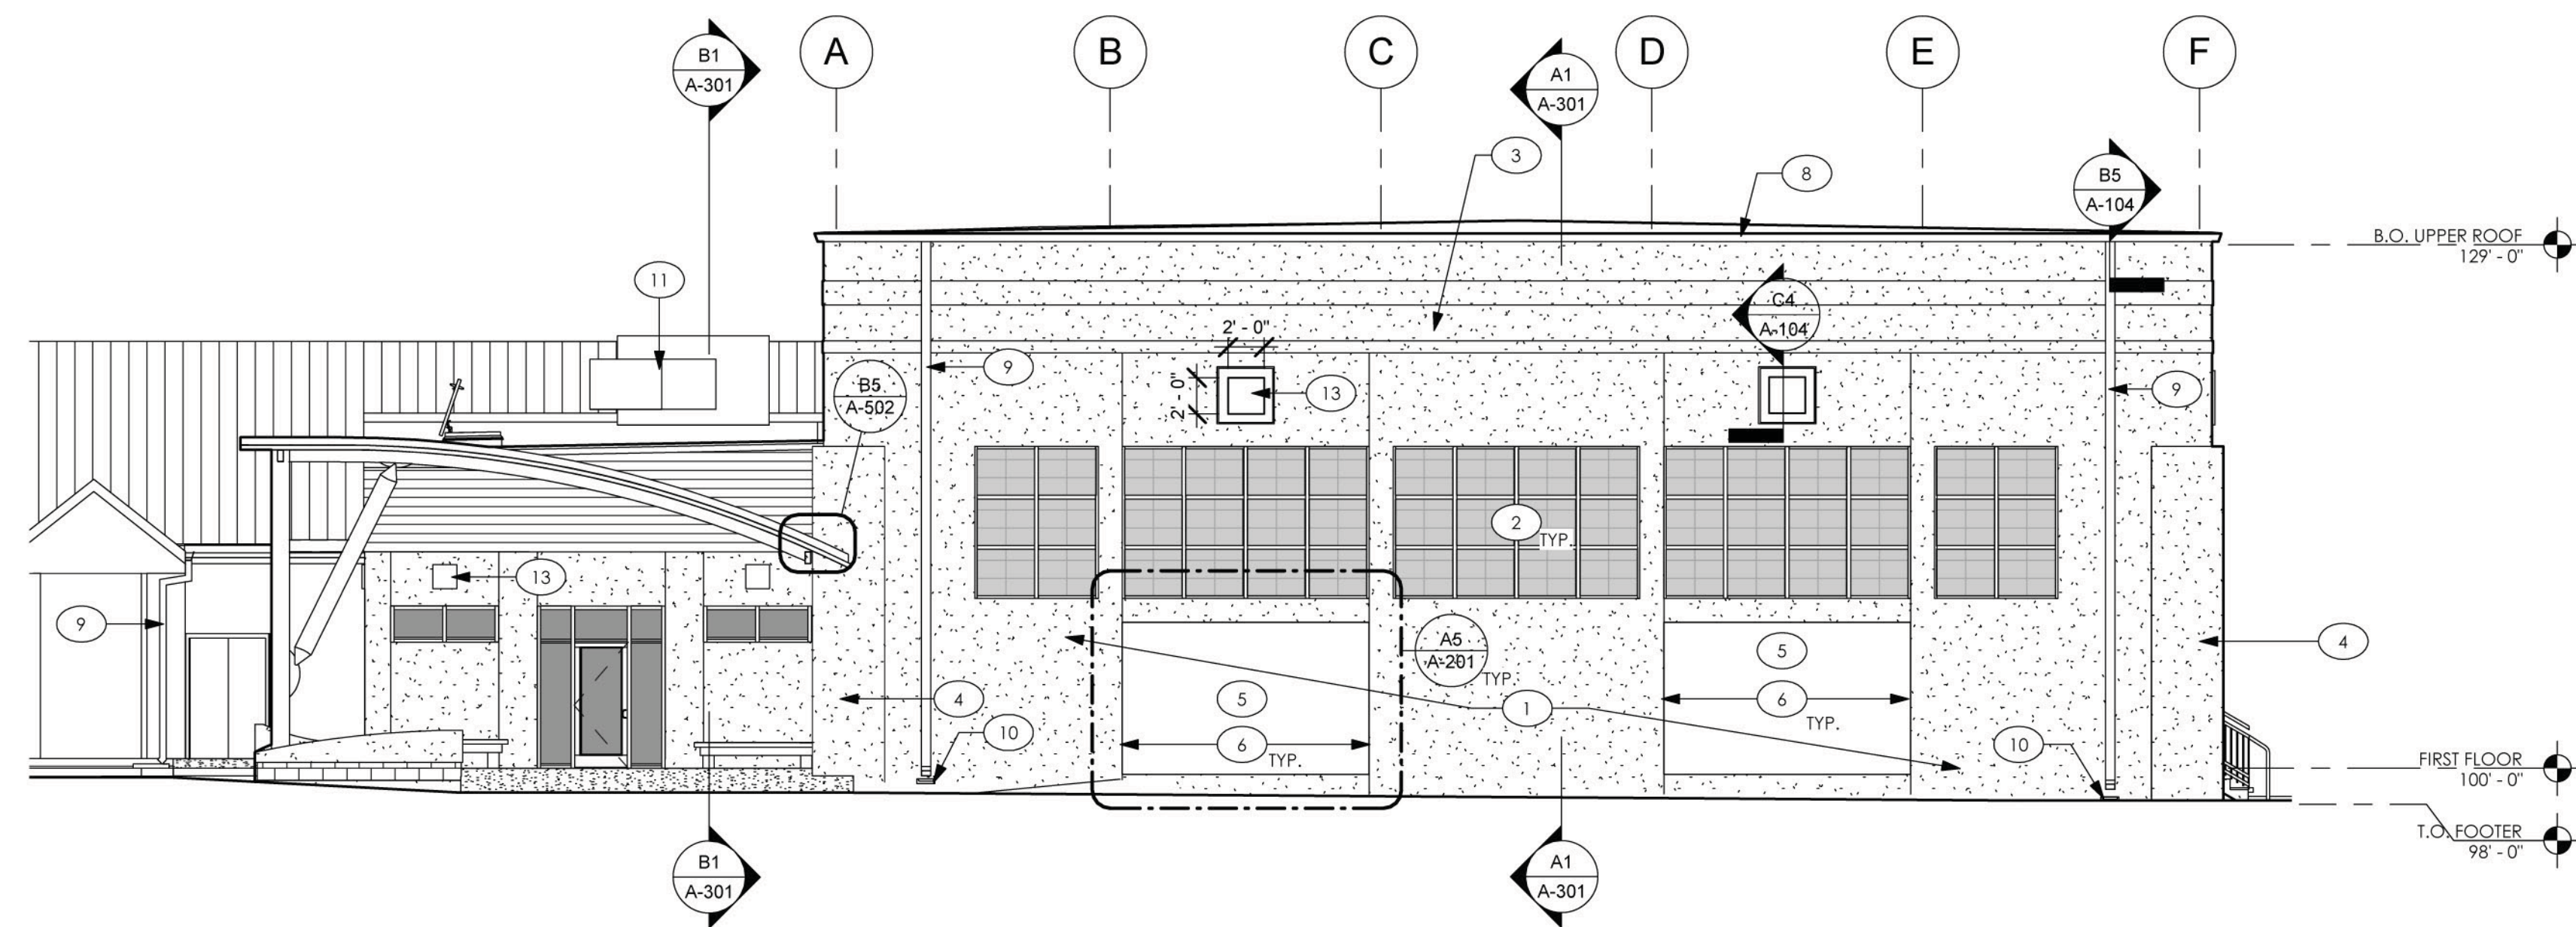 B1
A-301
A
B
C
A1
A-301
D
E
F
3
8
B5
A-104
B.O. UPPER ROOF
129' - 0"
11
C4
A-104
2' - 0"
9
B5
A-502
2' - 0"
13
9
2
TYP.
13
9
A5
A-201
TYP.
4
5
4
5
6
TYP.
1
10
6
TYP.
10
FIRST FLOOR
100' - 0"
T.O. FOOTER
98' - 0"
B1
A-301
A1
A-301